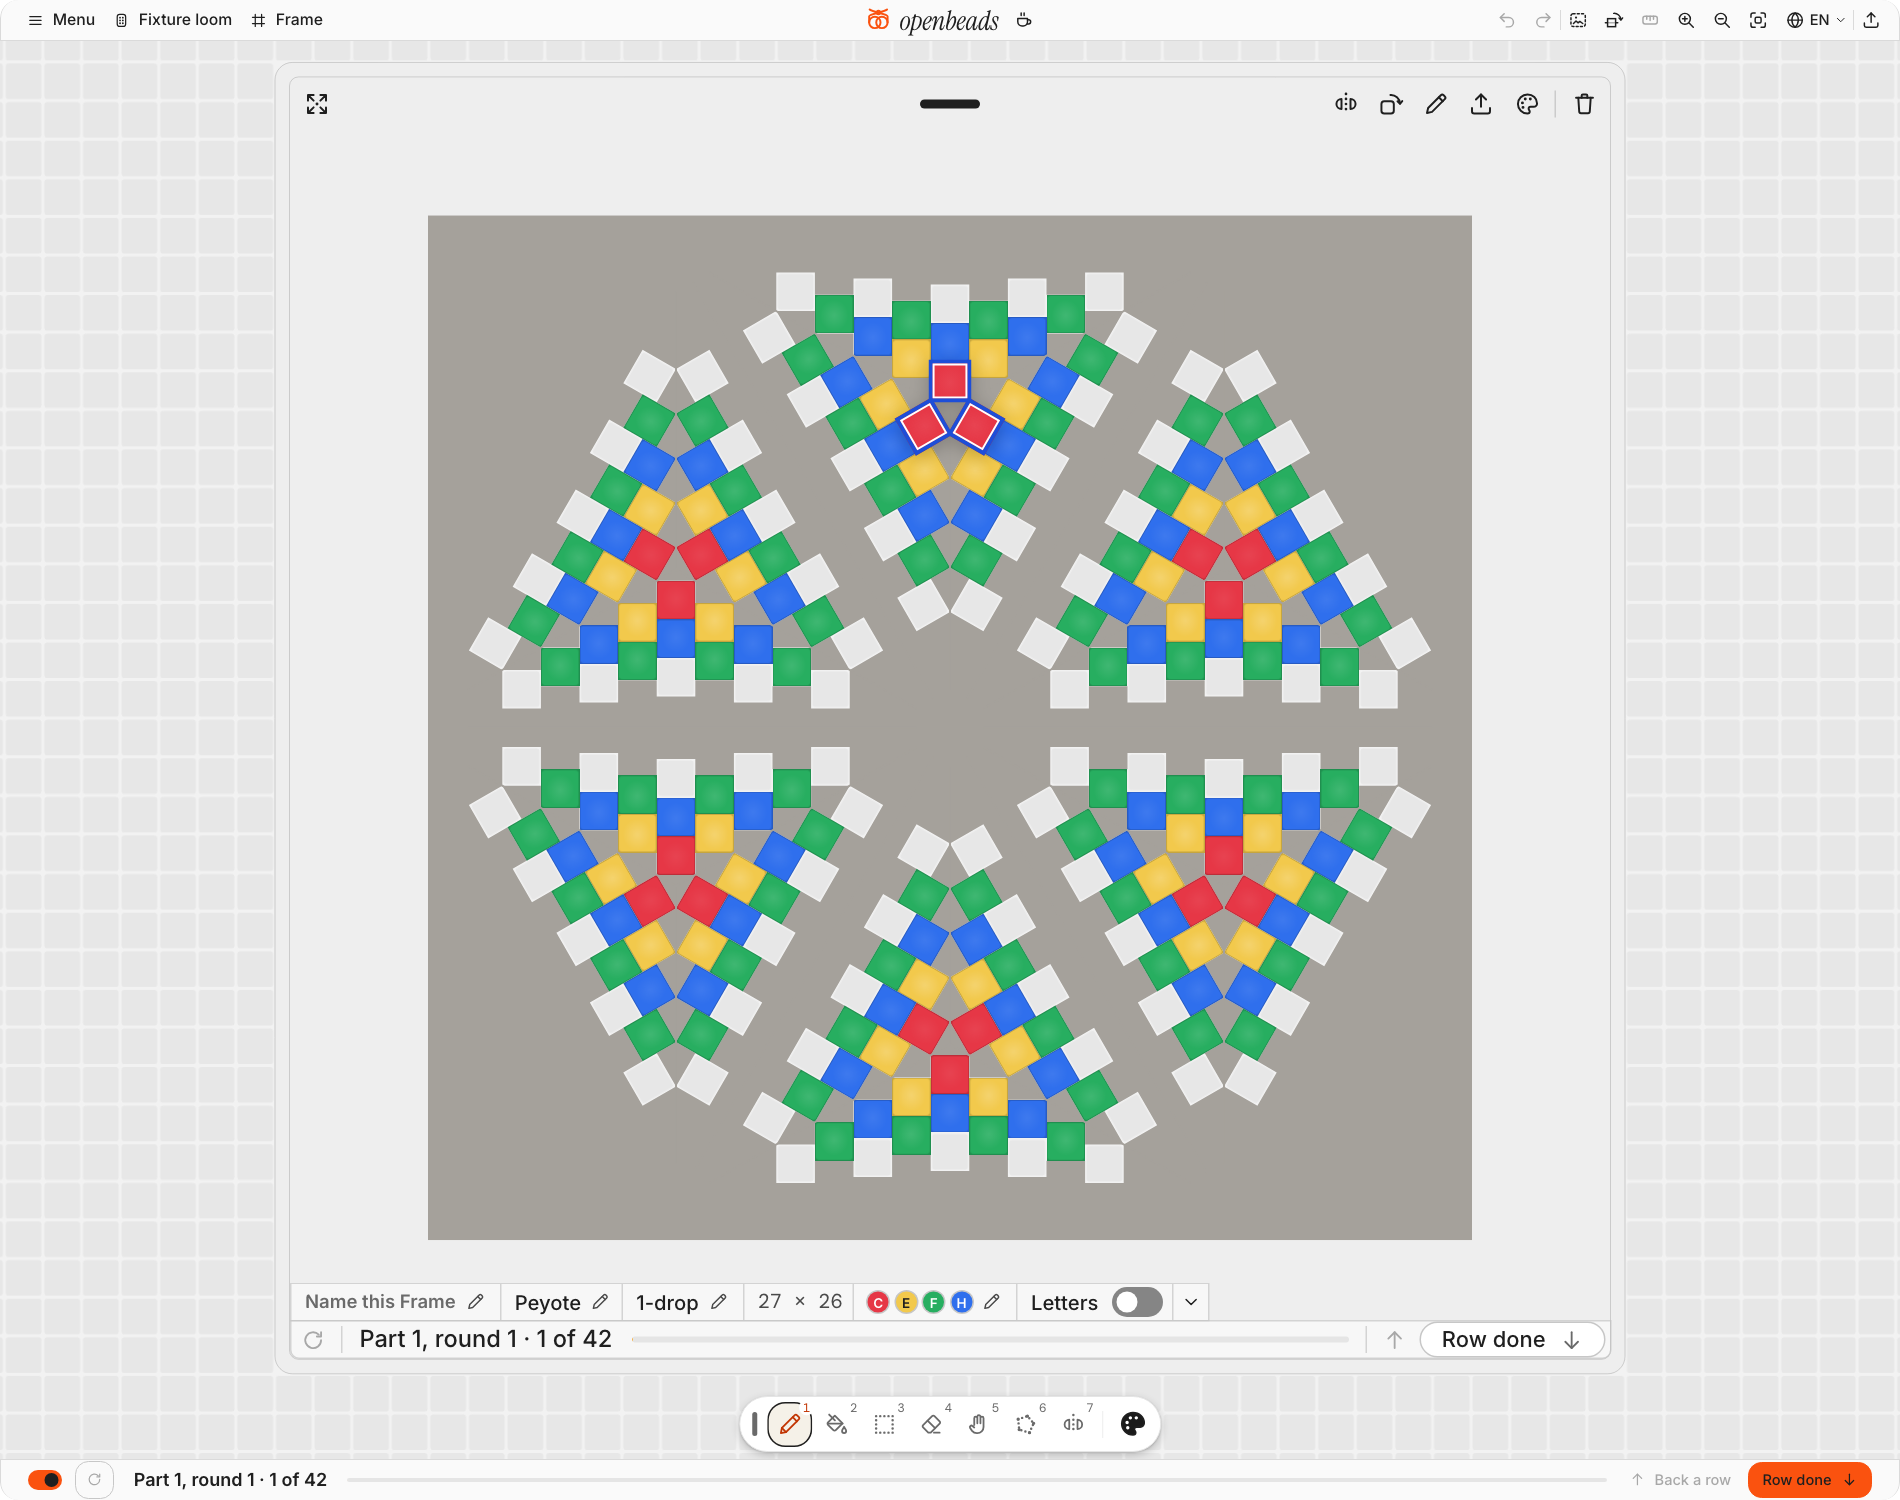 Menu Fixture loom Frame openbeads EN
Name this Frame Peyote 1-drop 27 × 26 C E F H Letters
Part 1, round 1 · 1 of 42 Row done
1 2 3 4 5 6 7
Part 1, round 1 · 1 of 42 Back a row Row done